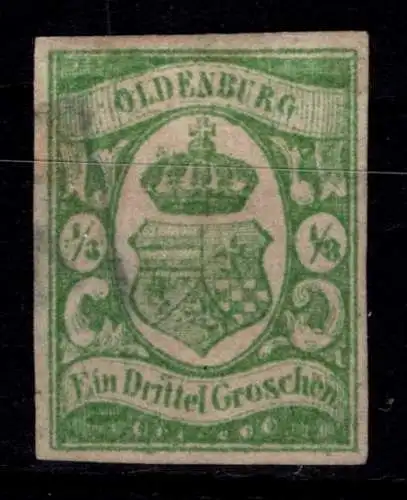 OLDENBURG
1/3 1/3
Ein Drittel Groschen